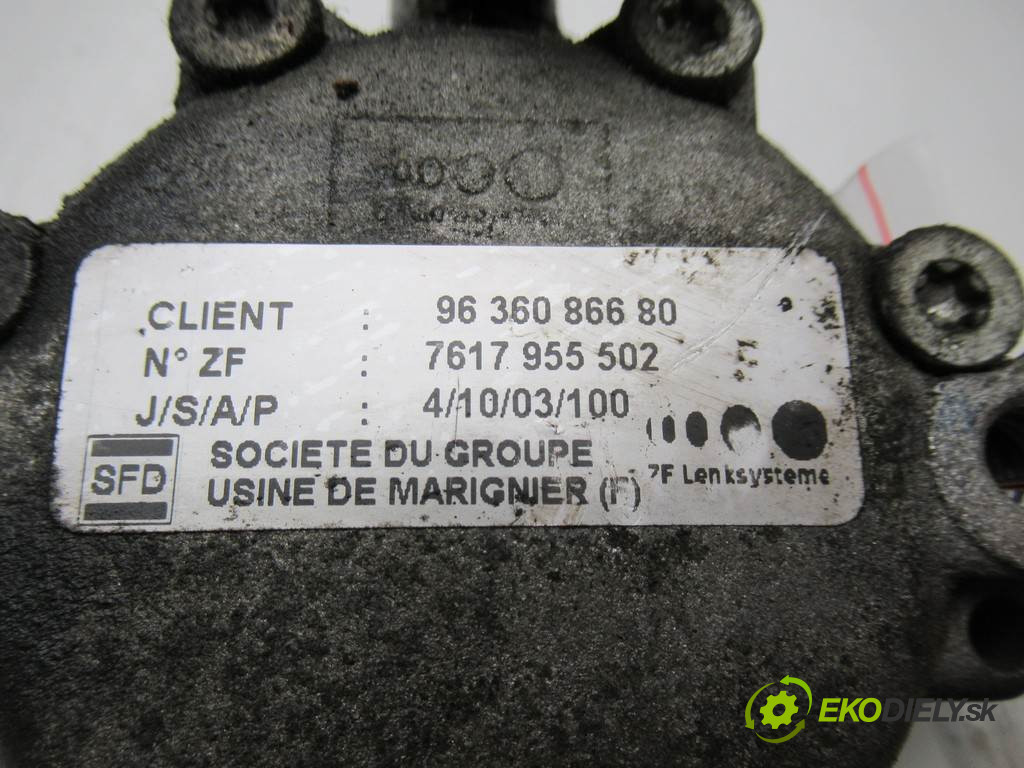 CLIENT : 96 360 866 80
N° ZF : 7617 955 502
J/S/A/P : 4/10/03/100
SFD
SOCIETE DU GROUPE
USINE DE MARIGNIER (F)
ZF Lenksysteme
EKODIELY.sk